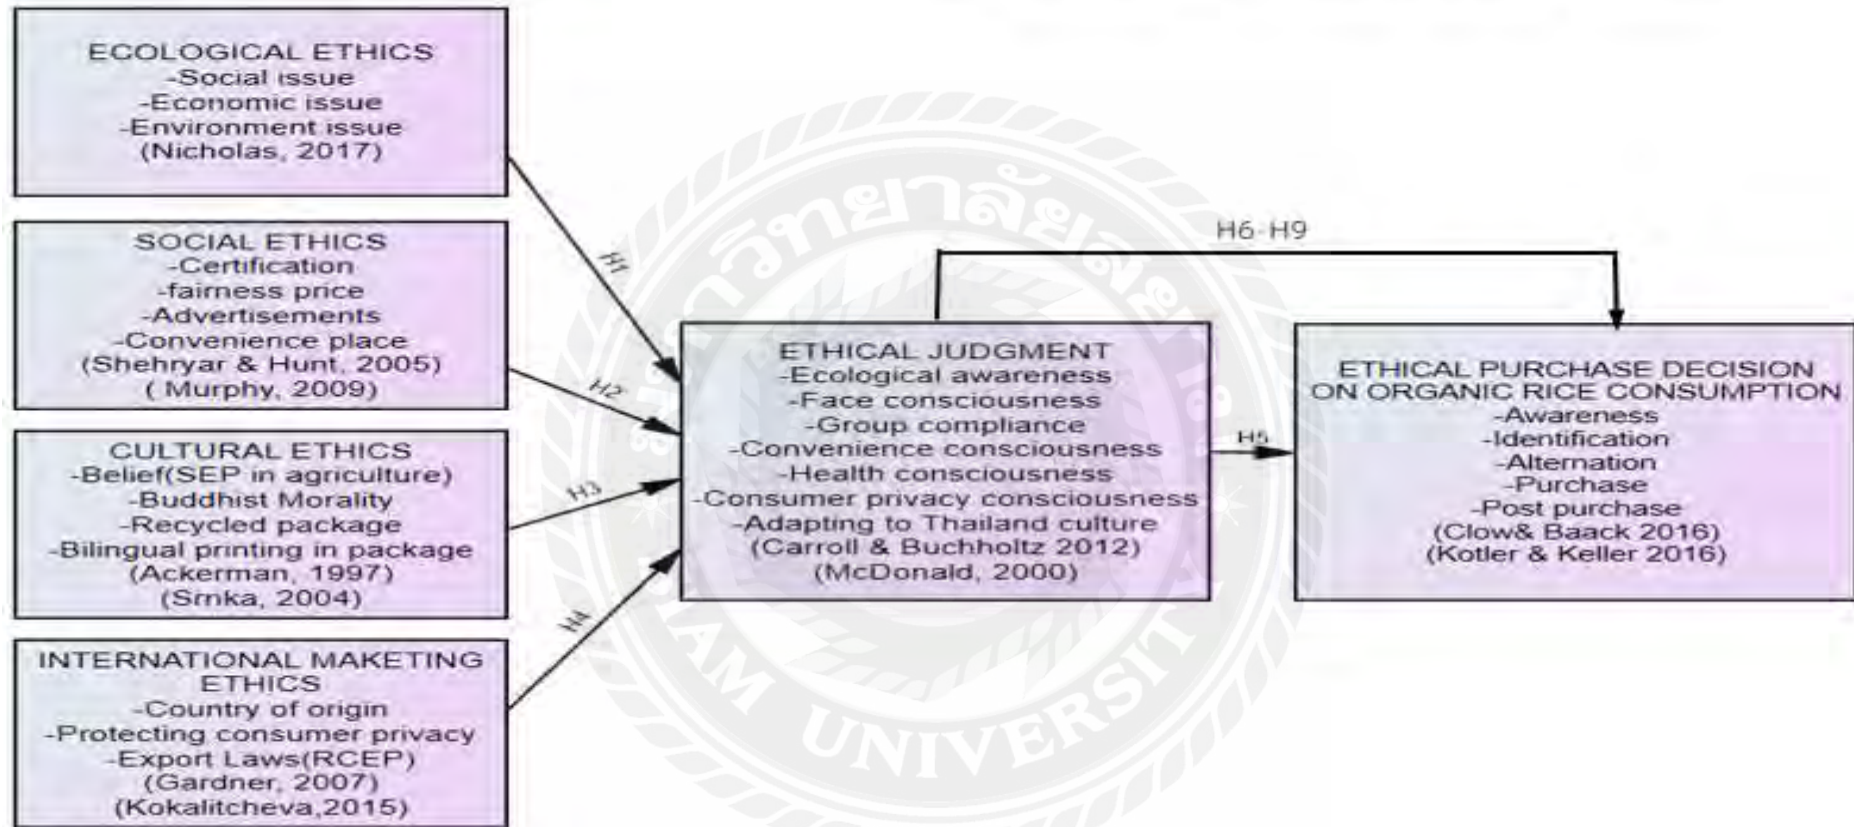 ECOLOGICAL ETHICS
-Social issue
-Economic issue
-Environment issue
(Nicholas, 2017)
SOCIAL ETHICS
-Certification
-fairness price
-Advertisements
-Convenience place
(Shehryar & Hunt, 2005)
( Murphy, 2009)
CULTURAL ETHICS
-Belief(SEP in agriculture)
-Buddhist Morality
-Recycled package
-Bilingual printing in package
(Ackerman, 1997)
(Srnka, 2004)
INTERNATIONAL MAKETING
ETHICS
-Country of origin
-Protecting consumer privacy
-Export Laws(RCEP)
(Gardner, 2007)
(Kokalitcheva,2015)
H1
H2
H3
H4
ETHICAL JUDGMENT
-Ecological awareness
-Face consciousness
-Group compliance
-Convenience consciousness
-Health consciousness
-Consumer privacy consciousness
-Adapting to Thailand culture
(Carroll & Buchholtz 2012)
(McDonald, 2000)
H6-H9
H5
ETHICAL PURCHASE DECISION
ON ORGANIC RICE CONSUMPTION
-Awareness
-Identification
-Alternation
-Purchase
-Post purchase
(Clow& Baack 2016)
(Kotler & Keller 2016)
UNIVERSITY